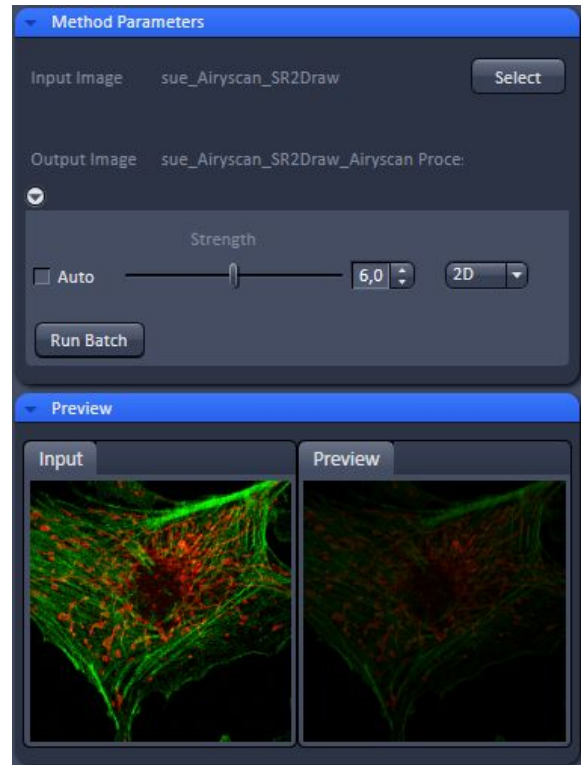 Method Parameters
Input Image sue_Airyscan_SR2Draw Select
Output Image sue_Airyscan_SR2Draw_Airyscan Proce:
Strength
Auto 6,0 2D
Run Batch
Preview
Input Preview